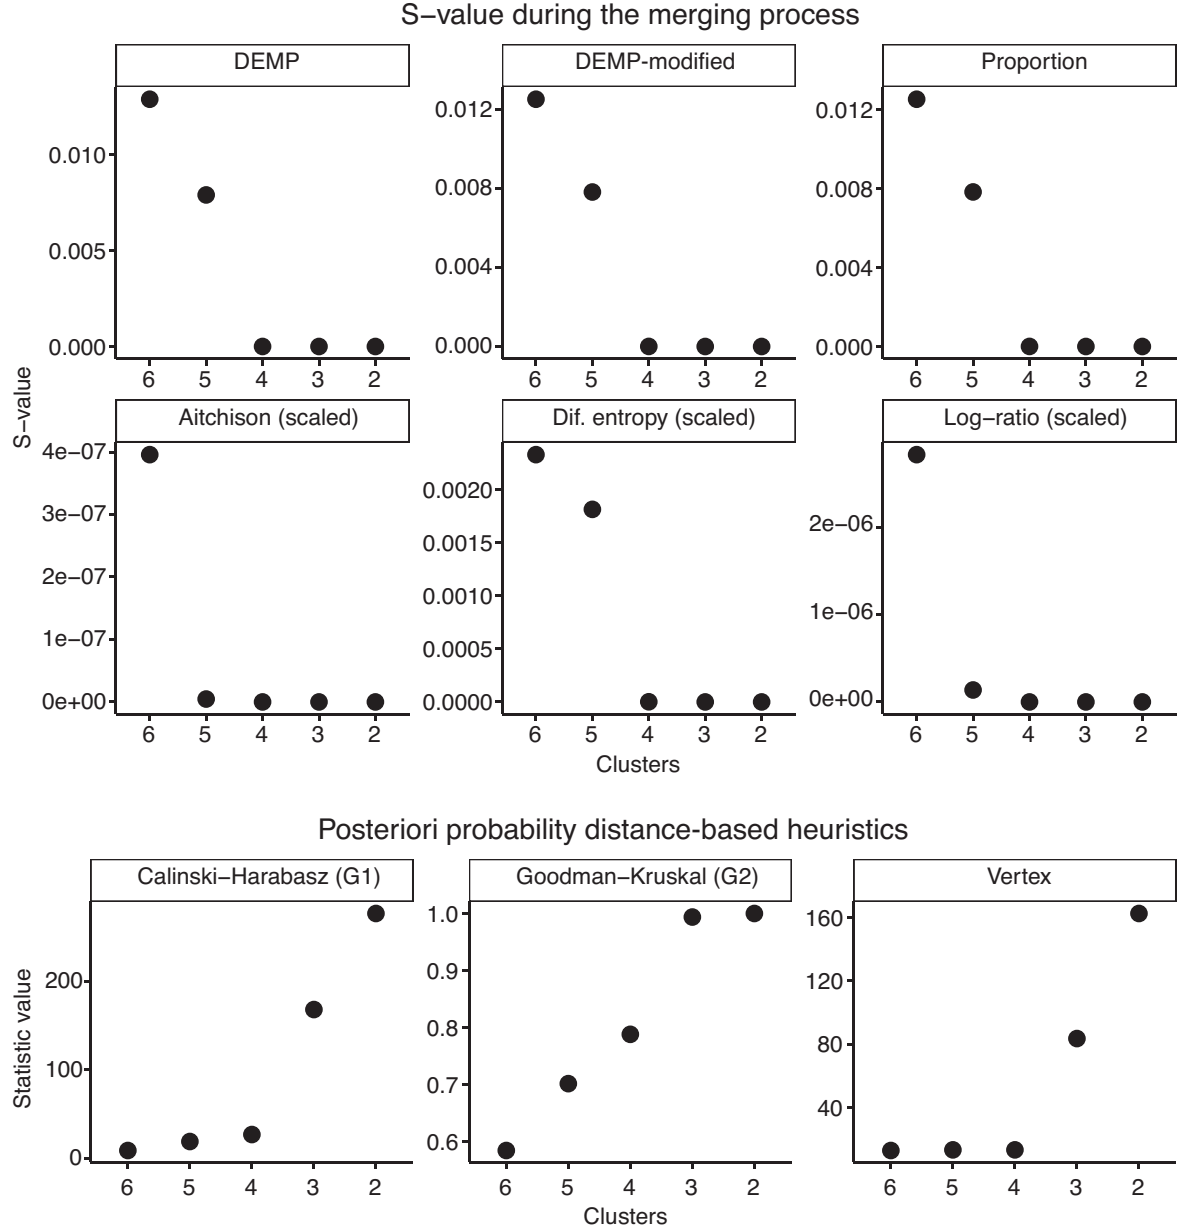 S−value during the merging process
DEMP
DEMP-modified
Proportion
S−value
0.010
0.005
0.000
6 5 4 3 2
0.012
0.008
0.004
0.000
6 5 4 3 2
0.012
0.008
0.004
0.000
6 5 4 3 2
Aitchison (scaled)
Dif. entropy (scaled)
Log−ratio (scaled)
4e−07
3e−07
2e−07
1e−07
0e+00
6 5 4 3 2
0.0020
0.0015
0.0010
0.0005
0.0000
6 5 4 3 2
2e−06
1e−06
0e+00
6 5 4 3 2
Clusters
Posteriori probability distance-based heuristics
Calinski−Harabasz (G1)
Goodman−Kruskal (G2)
Vertex
Statistic value
200
100
0
6 5 4 3 2
1.0
0.9
0.8
0.7
0.6
6 5 4 3 2
160
120
80
40
6 5 4 3 2
Clusters